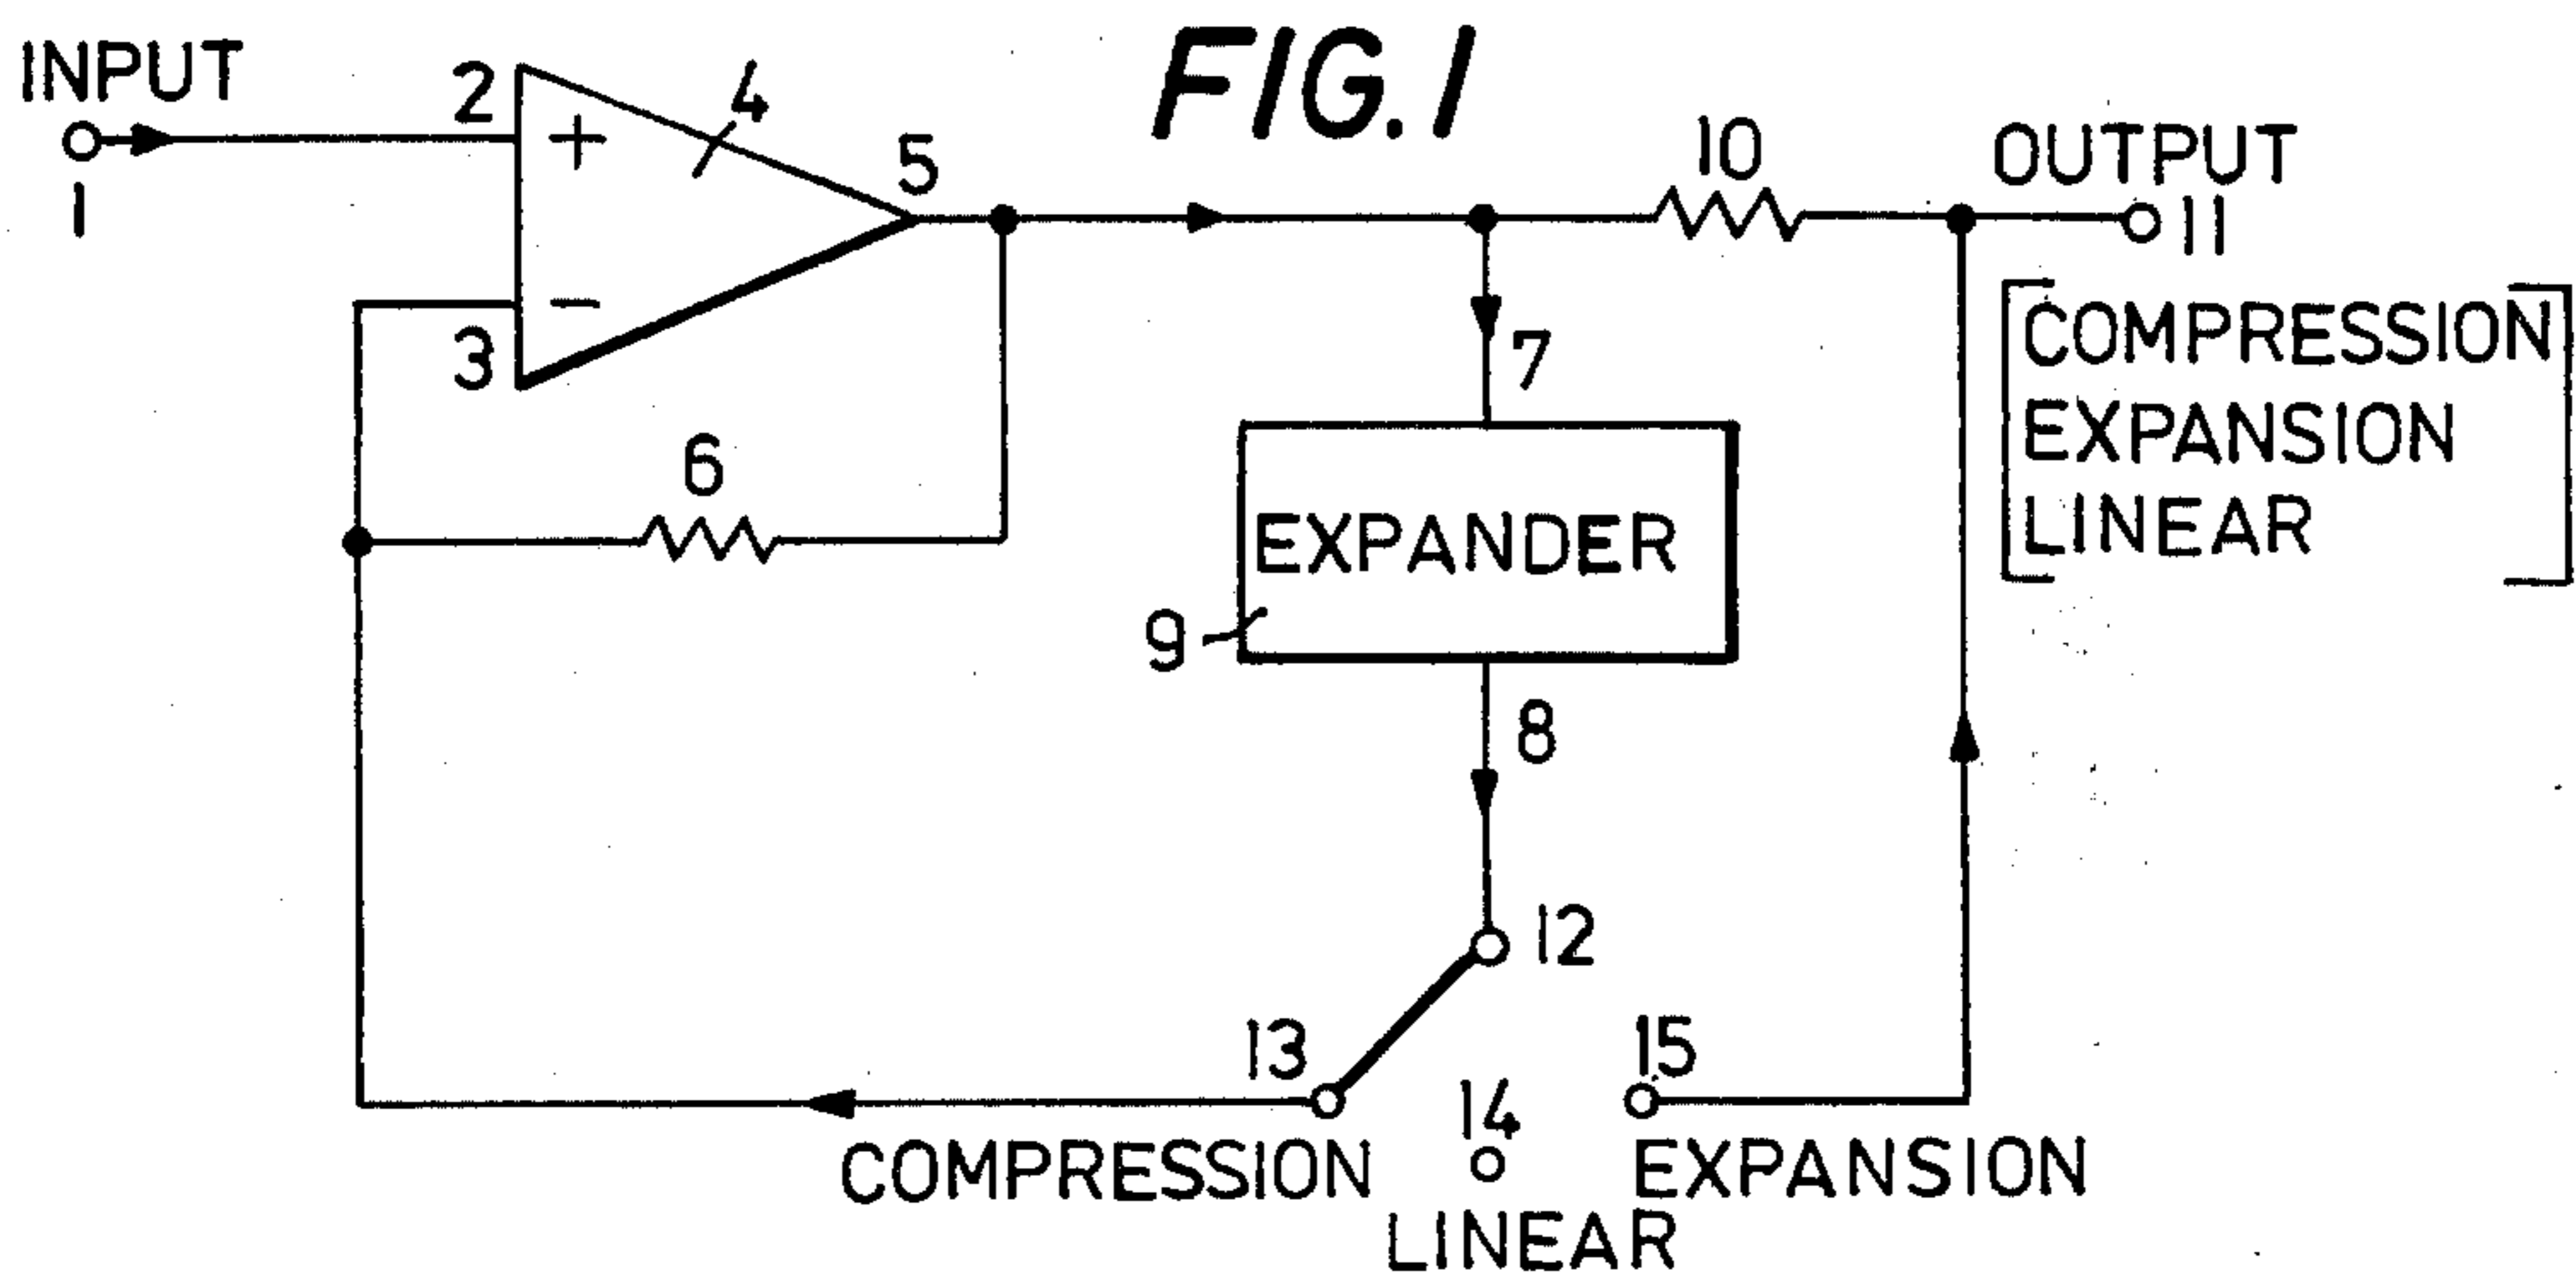 FIG. 1
INPUT
1
2
+
4
5
3
-
6
7
EXPANDER
9
8
10
OUTPUT
11
[COMPRESSION
EXPANSION
LINEAR]
12
13
COMPRESSION
14
LINEAR
15
EXPANSION